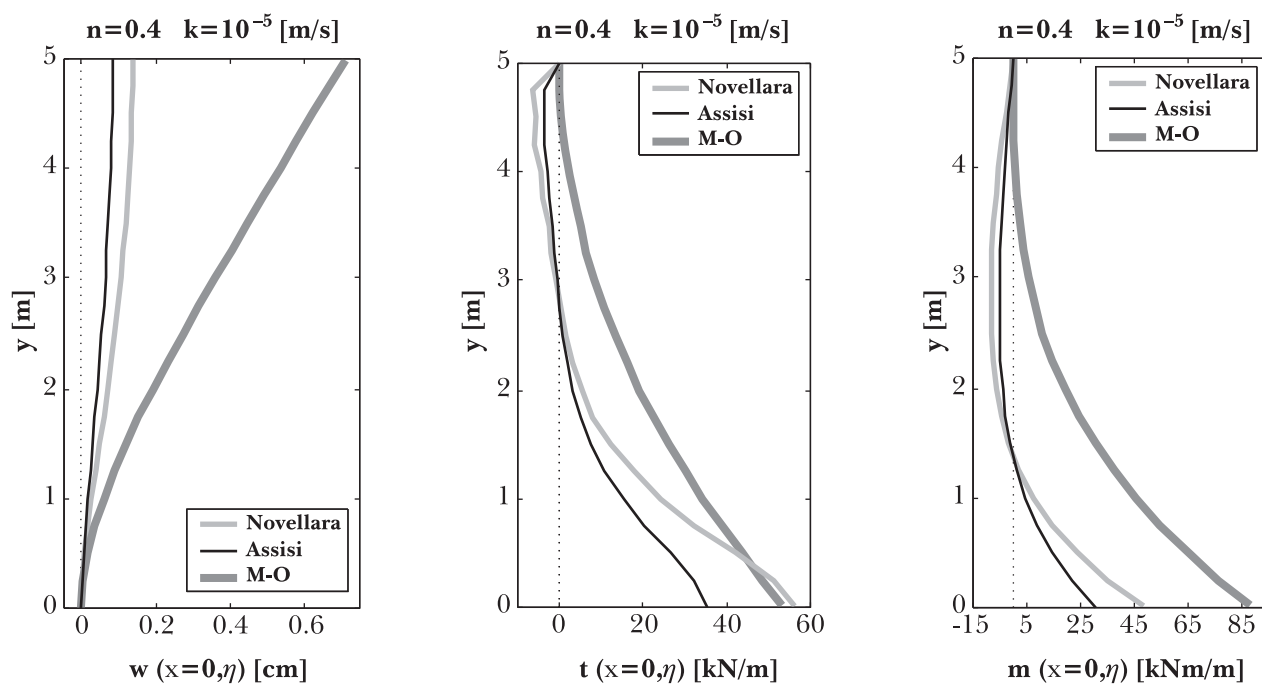 n=0.4 k=10⁻⁵ [m/s]
5
4
3
2
1
0
y [m]
Novellara
Assisi
M-O
0 0.2 0.4 0.6
w (x=0,η) [cm]
n=0.4 k=10⁻⁵ [m/s]
5
4
3
2
1
0
y [m]
Novellara
Assisi
M-O
0 20 40 60
t (x=0,η) [kN/m]
n=0.4 k=10⁻⁵ [m/s]
5
4
3
2
1
0
y [m]
Novellara
Assisi
M-O
-15 5 25 45 65 85
m (x=0,η) [kNm/m]